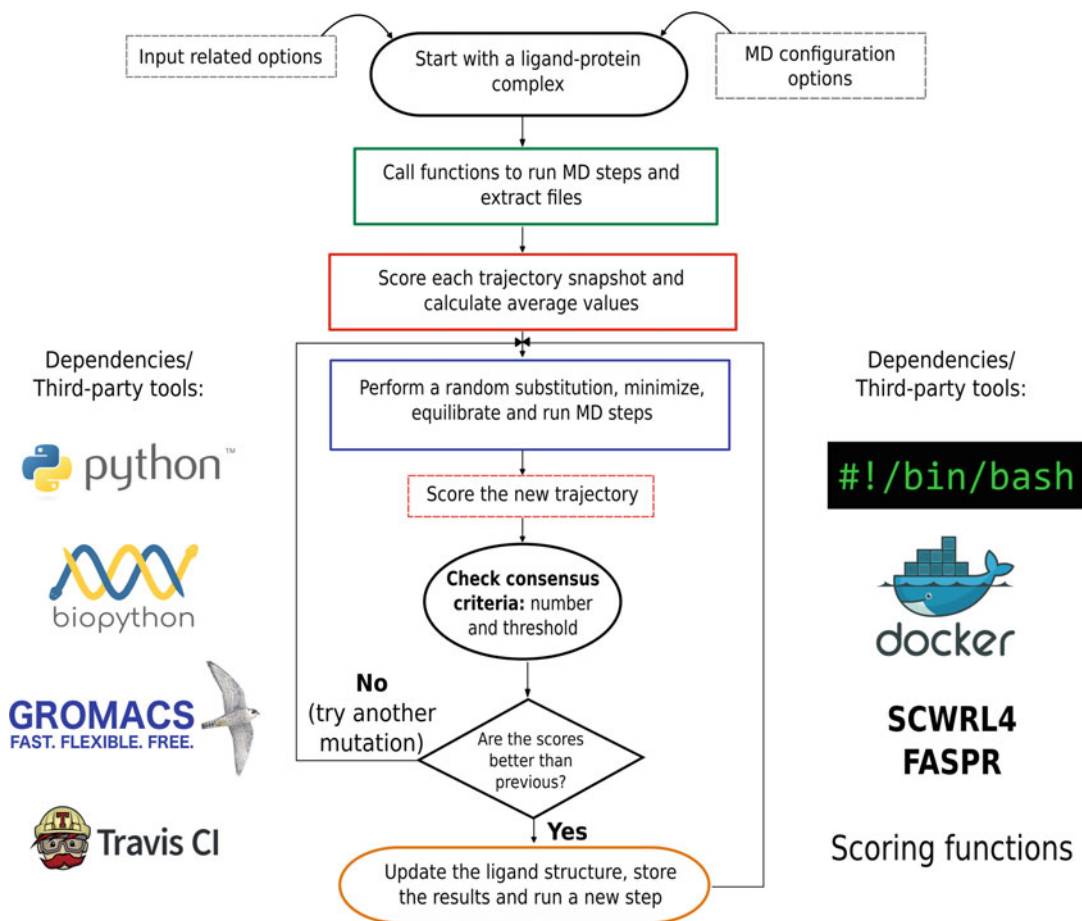 Input related options
Start with a ligand-protein
complex
MD configuration
options
Call functions to run MD steps and
extract files
Score each trajectory snapshot and
calculate average values
Dependencies/
Third-party tools:
Perform a random substitution, minimize,
equilibrate and run MD steps
Dependencies/
Third-party tools:
python™
Score the new trajectory
#!/bin/bash
biopython
Check consensus
criteria: number
and threshold
docker
GROMACS
FAST. FLEXIBLE. FREE.
No
(try another
mutation)
Are the scores
better than
previous?
SCWRL4
FASPR
T
Travis CI
Yes
Update the ligand structure, store
the results and run a new step
Scoring functions